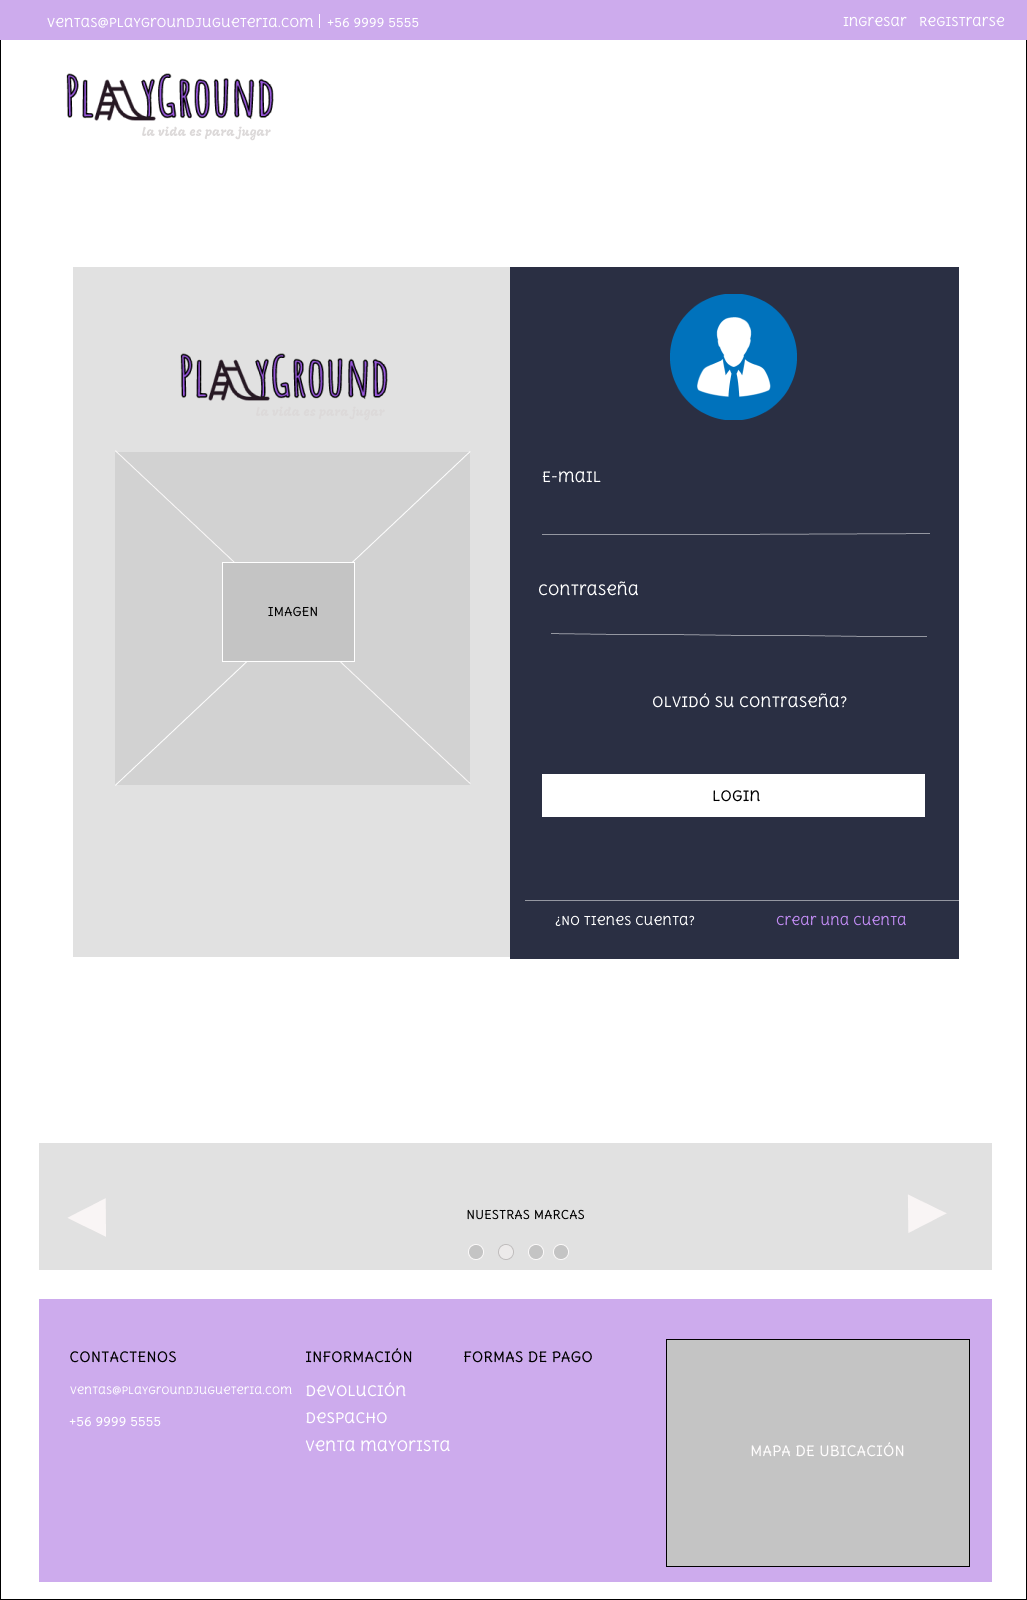 ventas@playgroundjugueteria.com | +56 9999 5555
Ingresar Registrarse
PLAYGROUND
la vida es para jugar
PLAYGROUND
la vida es para jugar
IMAGEN
E-mail
Contraseña
Olvidó su contraseña?
LOGIN
¿No tienes cuenta? Crear una cuenta
NUESTRAS MARCAS
CONTACTENOS
ventas@playgroundjugueteria.com
+56 9999 5555
INFORMACIÓN
Devolución
Despacho
Venta mayorista
FORMAS DE PAGO
MAPA DE UBICACIÓN